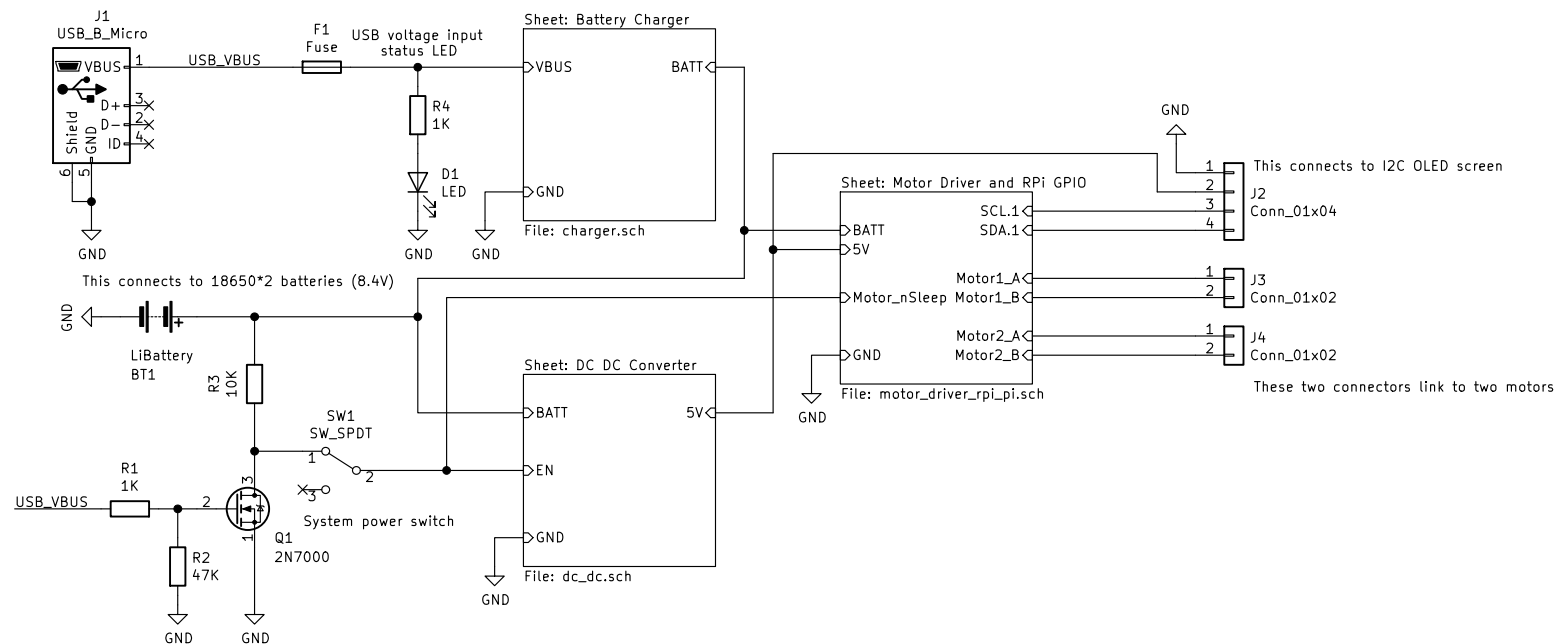 J1
USB_B_Micro
VBUS
1
D+
3
D-
2
ID
4
Shield
GND
6
5
GND
USB_VBUS
F1
Fuse
USB voltage input
status LED
R4
1K
D1
LED
GND
Sheet: Battery Charger
VBUS
BATT
GND
File: charger.sch
GND
This connects to 18650*2 batteries (8.4V)
GND
+
LiBattery
BT1
R3
10K
SW1
SW_SPDT
1
2
3
System power switch
USB_VBUS
R1
1K
2
3
1
Q1
2N7000
R2
47K
GND
GND
Sheet: DC DC Converter
BATT
5V
EN
GND
File: dc_dc.sch
GND
Sheet: Motor Driver and RPi GPIO
SCL.1
BATT
SDA.1
5V
Motor1_A
Motor_nSleep
Motor1_B
Motor2_A
GND
Motor2_B
File: motor_driver_rpi_pi.sch
GND
GND
1
2
3
4
This connects to I2C OLED screen
J2
Conn_01x04
1
2
J3
Conn_01x02
1
2
J4
Conn_01x02
These two connectors link to two motors